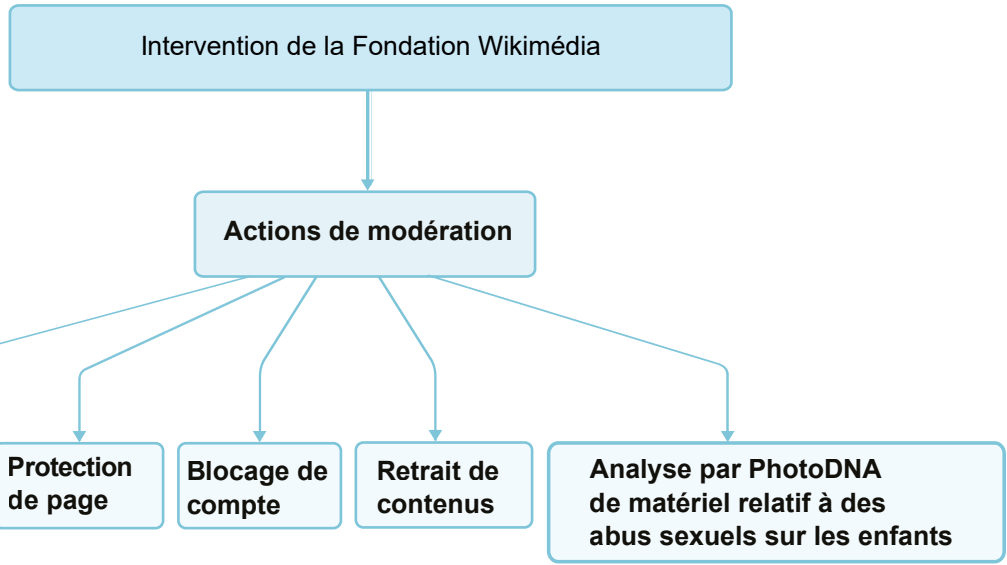 Intervention de la Fondation Wikimédia
Actions de modération
Protection
de page
Blocage de
compte
Retrait de
contenus
Analyse par PhotoDNA
de matériel relatif à des
abus sexuels sur les enfants